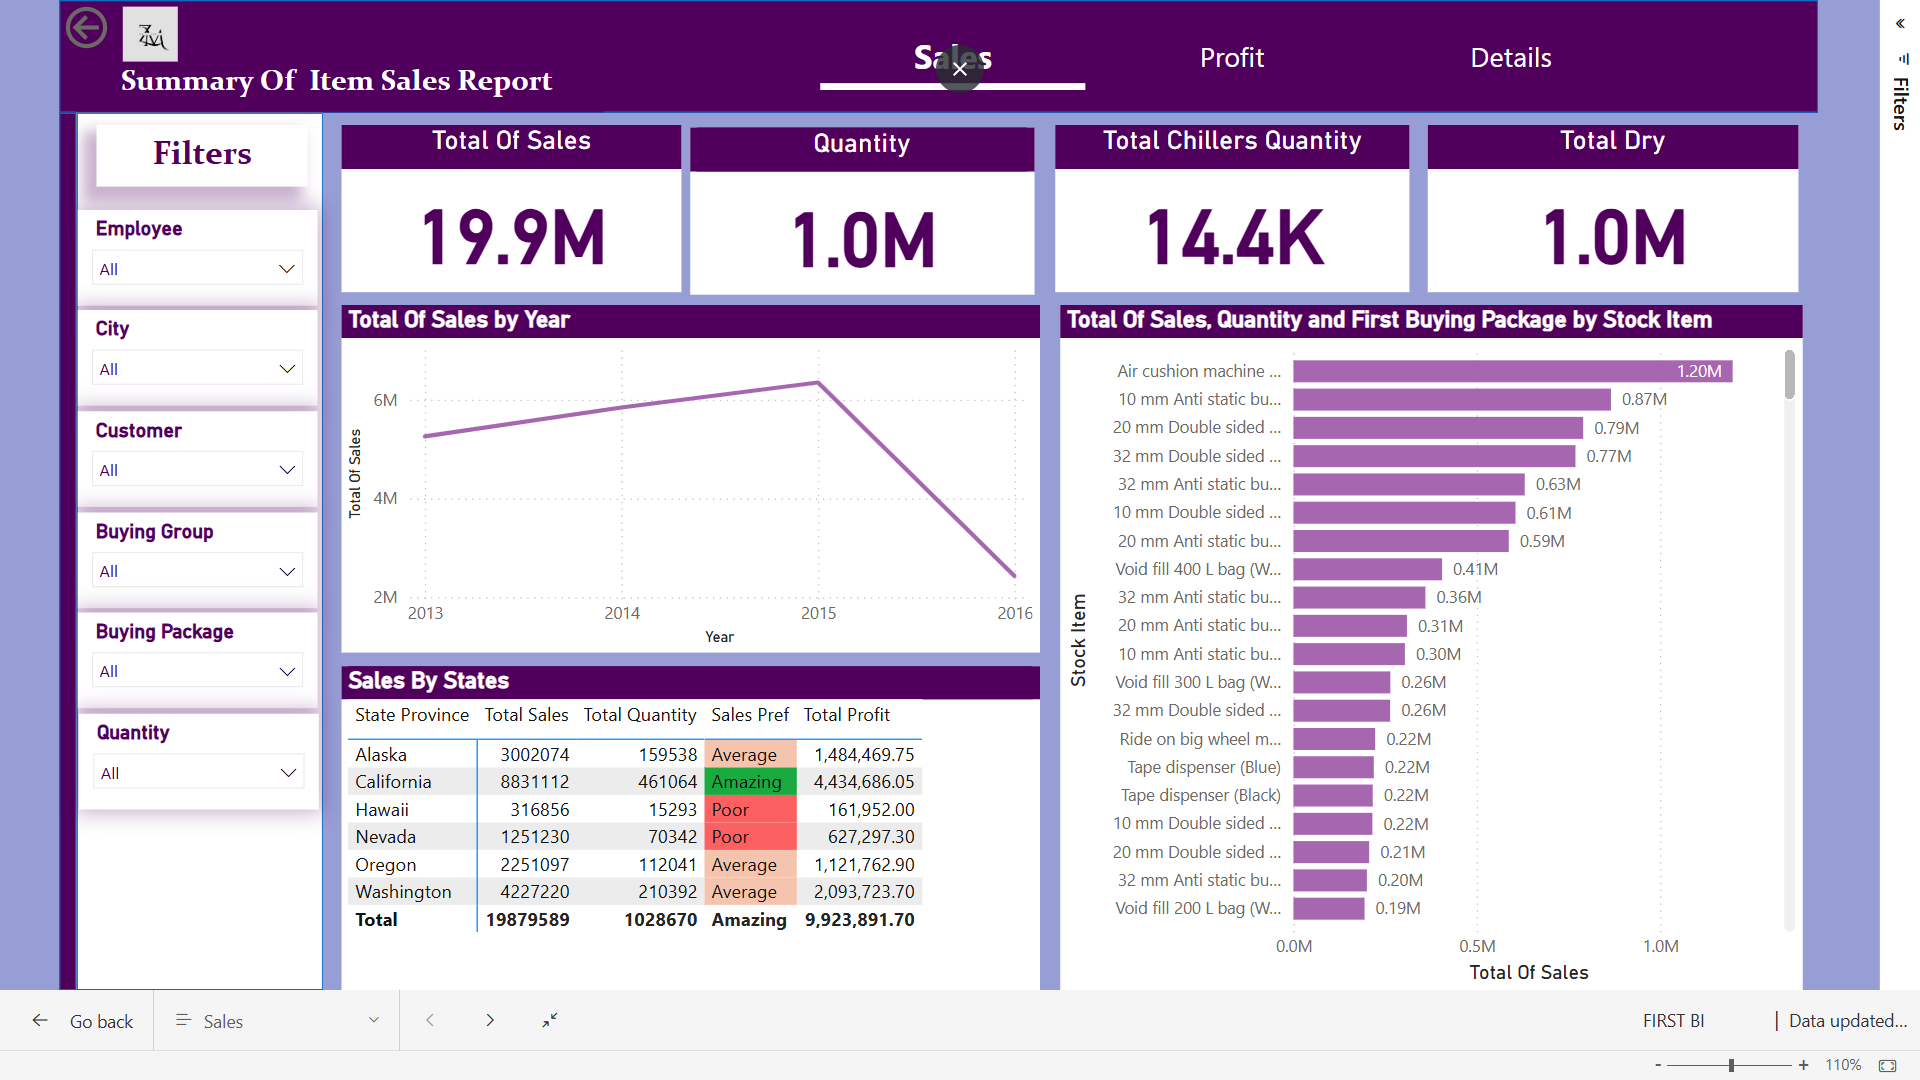 Summary Of Item Sales Report
Sales
Profit
Details
Filters
Filters
Employee
All
City
All
Customer
All
Buying Group
All
Buying Package
All
Quantity
All
Total Of Sales
19.9M
Quantity
1.0M
Total Chillers Quantity
14.4K
Total Dry
1.0M
Total Of Sales by Year
Total Of Sales
6M
4M
2M
2013 2014 2015 2016
Year
Sales By States
State Province Total Sales Total Quantity Sales Pref Total Profit
Alaska 3002074 159538 Average 1,484,469.75
California 8831112 461064 Amazing 4,434,686.05
Hawaii 316856 15293 Poor 161,952.00
Nevada 1251230 70342 Poor 627,297.30
Oregon 2251097 112041 Average 1,121,762.90
Washington 4227220 210392 Average 2,093,723.70
Total 19879589 1028670 Amazing 9,923,891.70
Total Of Sales, Quantity and First Buying Package by Stock Item
Stock Item
Air cushion machine ... 1.20M
10 mm Anti static bu... 0.87M
20 mm Double sided ... 0.79M
32 mm Double sided ... 0.77M
32 mm Anti static bu... 0.63M
10 mm Double sided ... 0.61M
20 mm Anti static bu... 0.59M
Void fill 400 L bag (W... 0.41M
32 mm Anti static bu... 0.36M
20 mm Anti static bu... 0.31M
10 mm Anti static bu... 0.30M
Void fill 300 L bag (W... 0.26M
32 mm Double sided ... 0.26M
Ride on big wheel m... 0.22M
Tape dispenser (Blue) 0.22M
Tape dispenser (Black) 0.22M
10 mm Double sided ... 0.22M
20 mm Double sided ... 0.21M
32 mm Anti static bu... 0.20M
Void fill 200 L bag (W... 0.19M
0.0M 0.5M 1.0M
Total Of Sales
Go back
Sales
FIRST BI
Data updated...
- + 110%